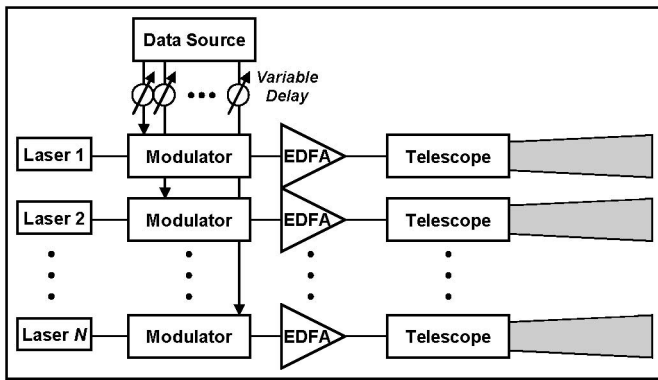 Data Source
Variable
Delay
Laser 1
Modulator
EDFA
Telescope
Laser 2
Modulator
EDFA
Telescope
Laser N
Modulator
EDFA
Telescope